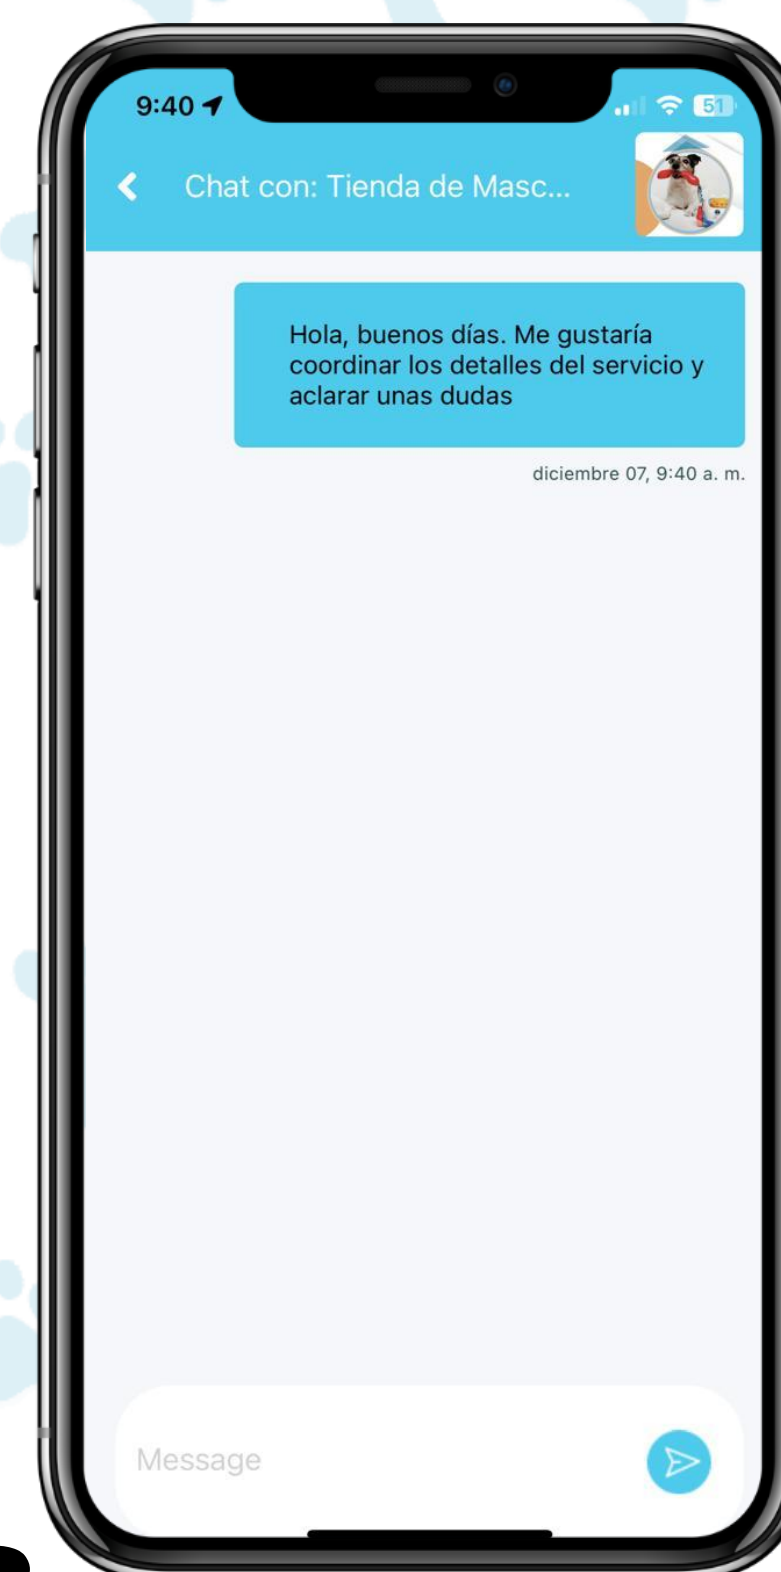 9:40
51
Chat con: Tienda de Masc...
Hola, buenos días. Me gustaría
coordinar los detalles del servicio y
aclarar unas dudas
diciembre 07, 9:40 a. m.
Message